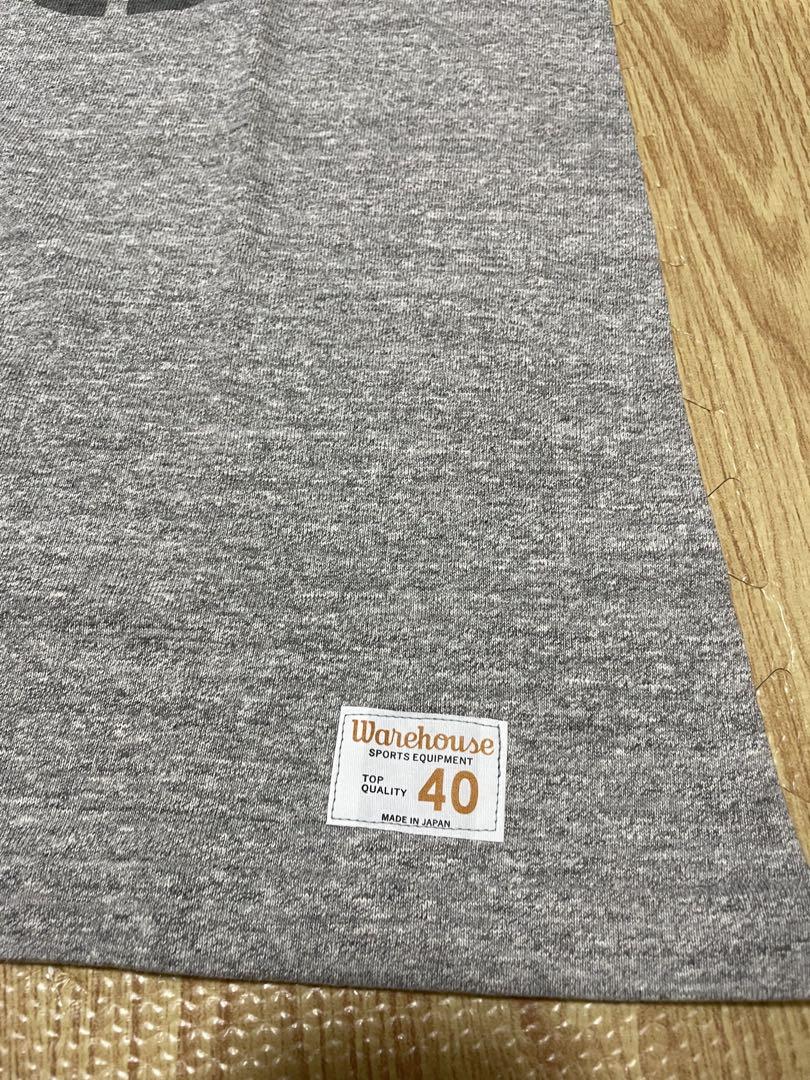 Warehouse
SPORTS EQUIPMENT
TOP
QUALITY
40
MADE IN JAPAN